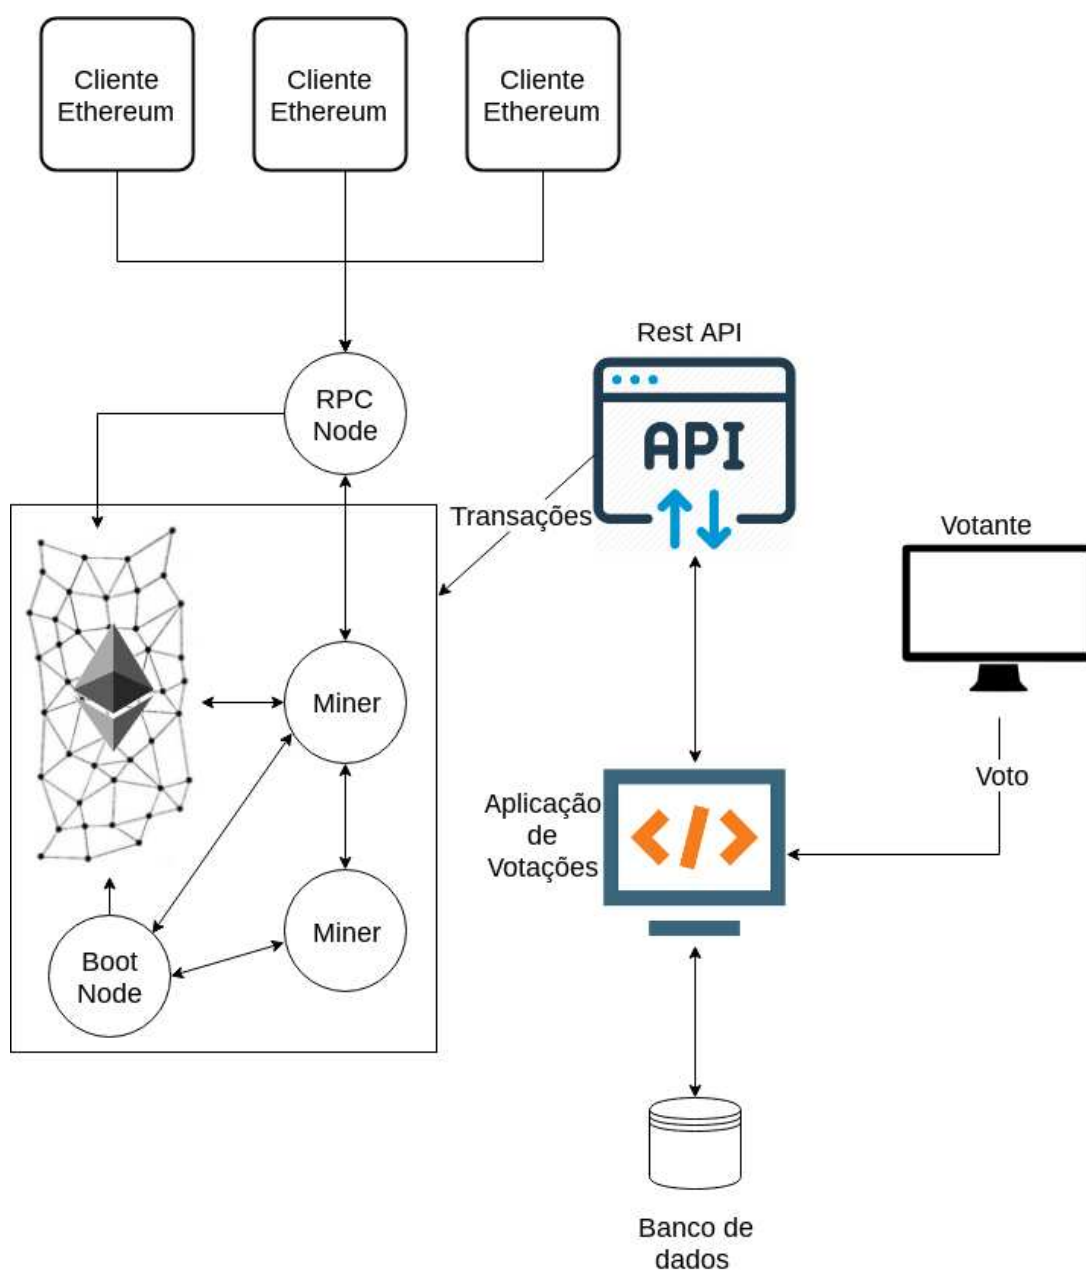 Cliente
Ethereum
Cliente
Ethereum
Cliente
Ethereum
Rest API
RPC
Node
API
Transações
Votante
Miner
Voto
Aplicação
de
Votações
</>
Miner
Boot
Node
Banco de
dados